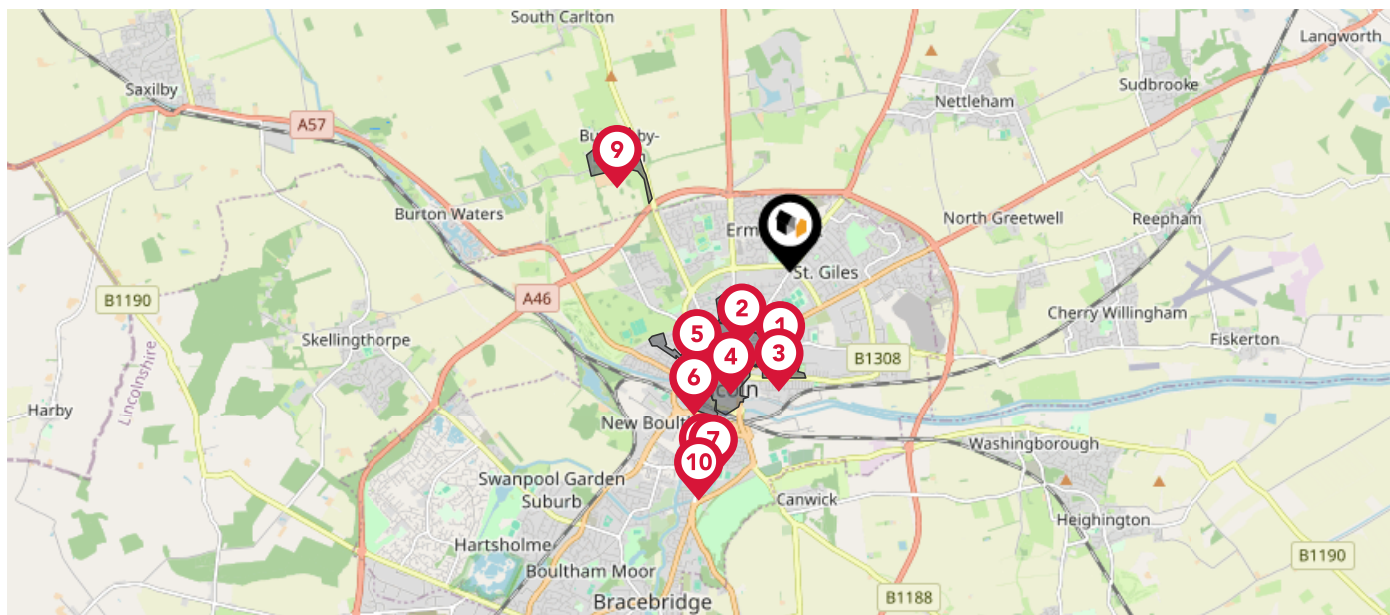 South Carlton
Langworth
Saxilby
Sudbrooke
Nettleham
A57
9
Burton Waters
North Greetwell
Reepham
St. Giles
B1190
A46
Cherry Willingham
2
1
5
Skellingthorpe
Fiskerton
4
3
B1308
6
Lincolnshire
Harby
New Boult
7
Washingborough
10
Swanpool Garden
Suburb
Canwick
Heighington
Hartsholme
B1190
Boultham Moor
B1188
Bracebridge